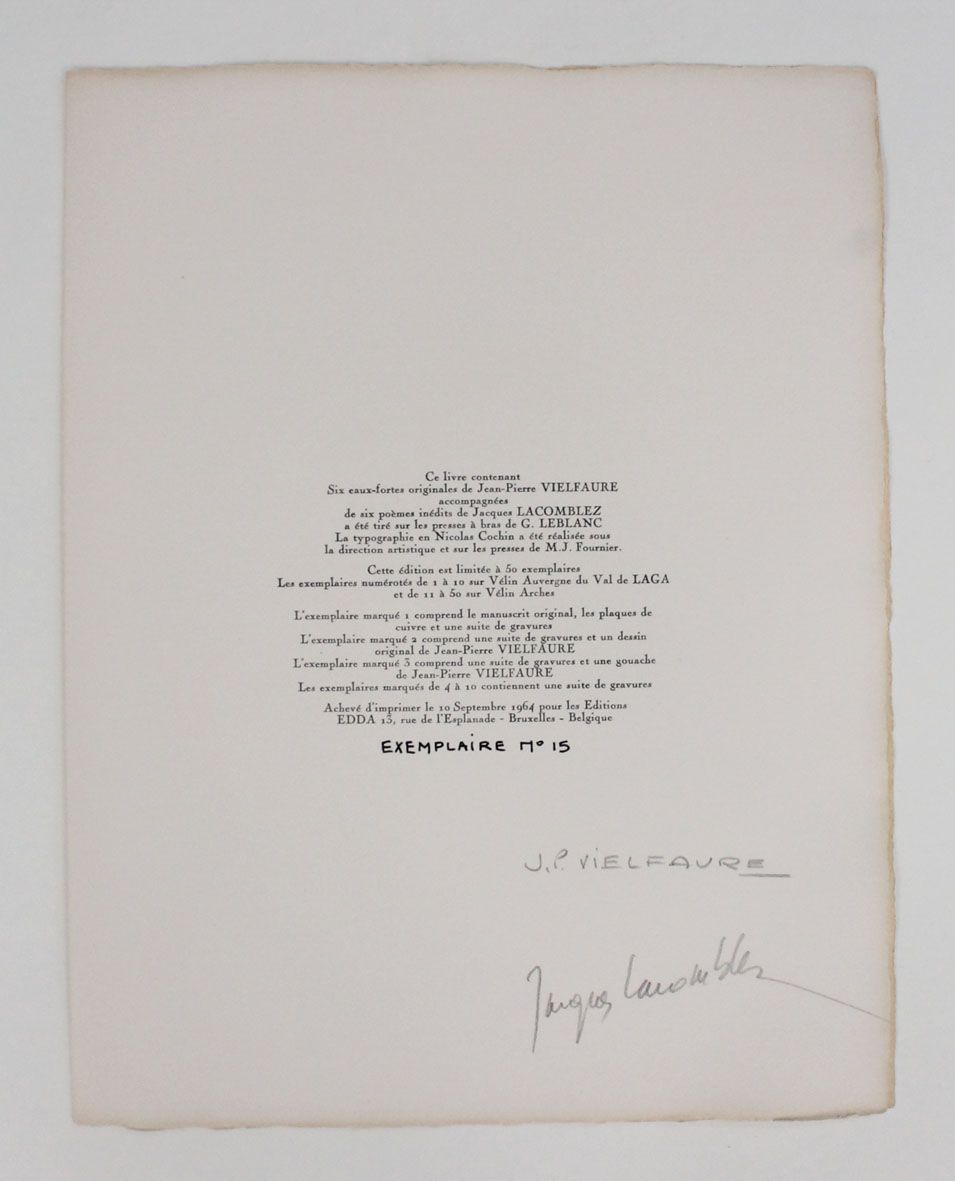 Ce livre contenant
Six eaux-fortes originales de Jean-Pierre VIELFAURE
accompagnées
de six poèmes inédits de Jacques LACOMBLEZ
a été tiré sur les presses à bras de G. LEBLANC
La typographie en Nicolas Cochin a été réalisée sous
la direction artistique et sur les presses de M.J. Fournier.
Cette édition est limitée à 50 exemplaires
Les exemplaires numérotés de 1 à 10 sur Vélin Auvergne du Val de LAGA
et de 11 à 50 sur Vélin Arches
L'exemplaire marqué 1 comprend le manuscrit original, les plaques de
cuivre et une suite de gravures
L'exemplaire marqué 2 comprend une suite de gravures et un dessin
original de Jean-Pierre VIELFAURE
L'exemplaire marqué 3 comprend une suite de gravures et une gouache
de Jean-Pierre VIELFAURE
Les exemplaires marqués de 4 à 10 contiennent une suite de gravures
Achevé d'imprimer le 10 Septembre 1964 pour les Editions
EDDA 13, rue de l'Esplanade - Bruxelles - Belgique
EXEMPLAIRE N° 15
J.P. VIELFAURE
Jacques Lacomblez